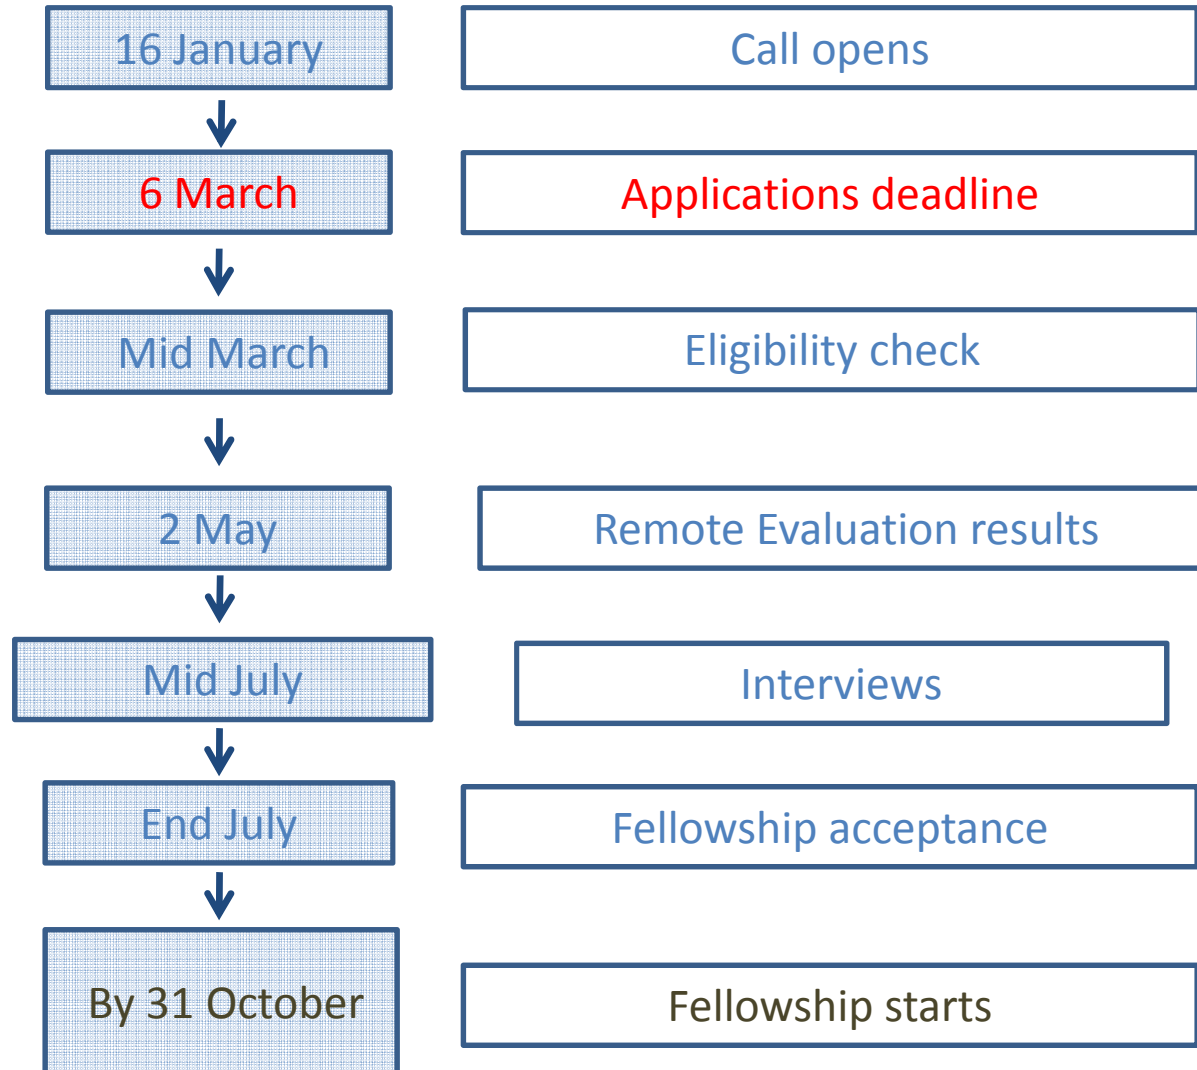 16 January
Call opens
6 March
Applications deadline
Mid March
Eligibility check
2 May
Remote Evaluation results
Mid July
Interviews
End July
Fellowship acceptance
By 31 October
Fellowship starts